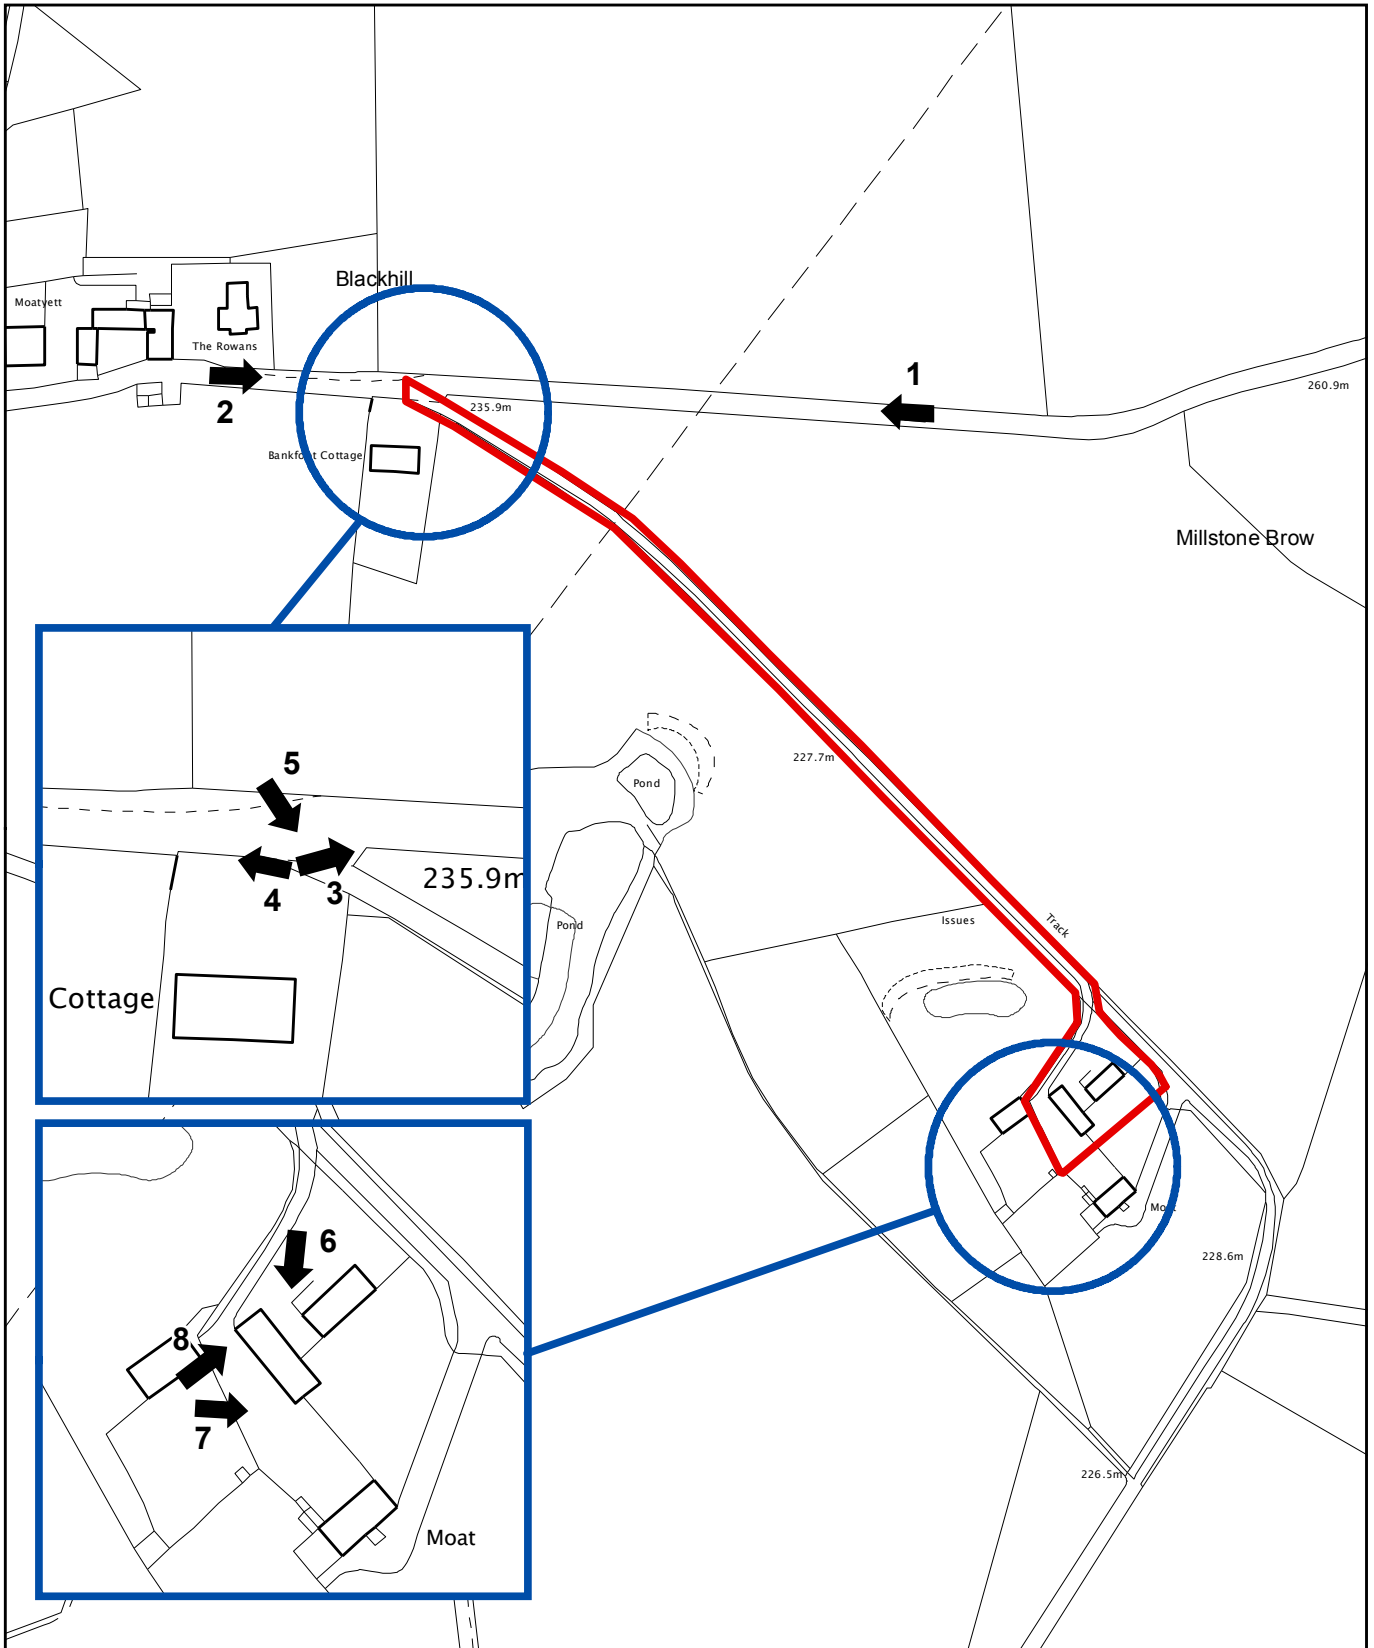 Blackhill
Moatyett
The Rowans
1
260.9m
2
235.9m
Bankfoot Cottage
Millstone Brow
5
4
3
235.9m
Cottage
227.7m
Pond
Pond
Issues
Track
Moat
228.6m
226.5m
6
8
7
Moat